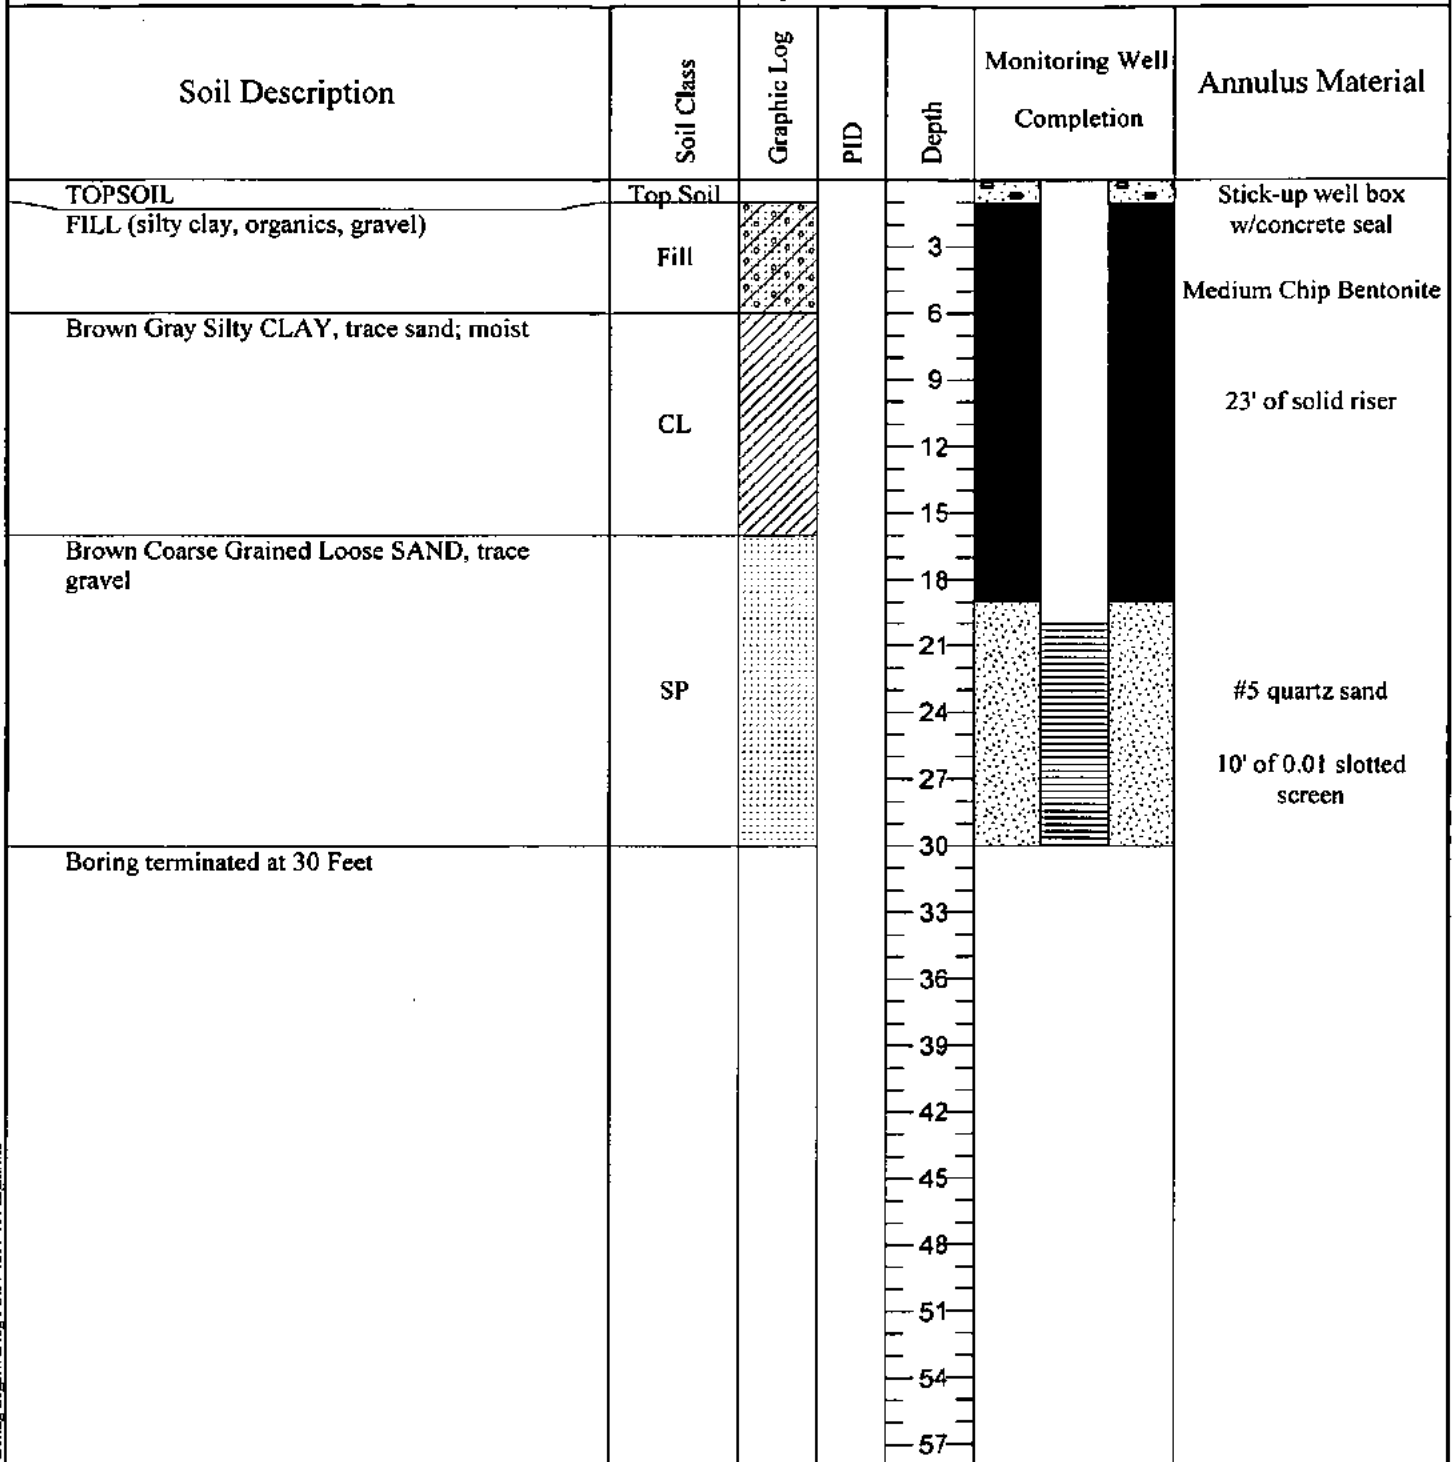 Soil Description
Soil Class
Graphic Log
PID
Depth
Monitoring Well
Completion
Annulus Material
TOPSOIL
Top Soil
Stick-up well box
w/concrete seal
FILL (silty clay, organics, gravel)
Fill
3
Medium Chip Bentonite
6
Brown Gray Silty CLAY, trace sand; moist
CL
9
23' of solid riser
12
15
Brown Coarse Grained Loose SAND, trace
gravel
18
21
SP
#5 quartz sand
24
10' of 0.01 slotted
screen
27
30
Boring terminated at 30 Feet
33
36
39
42
45
48
51
54
57